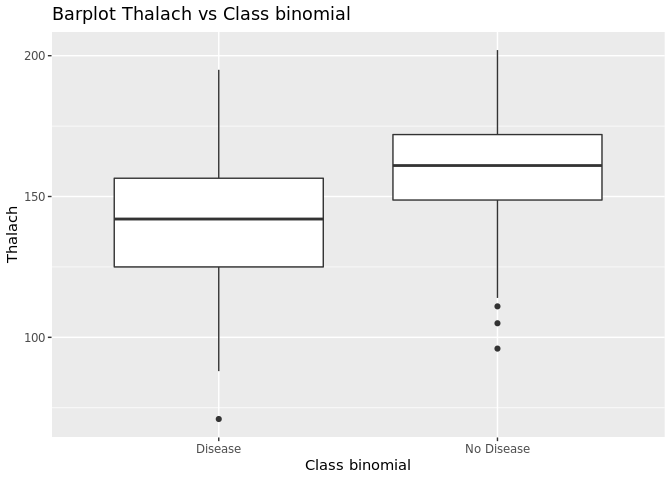 Barplot Thalach vs Class binomial
200
150
100
Thalach
Disease
No Disease
Class binomial